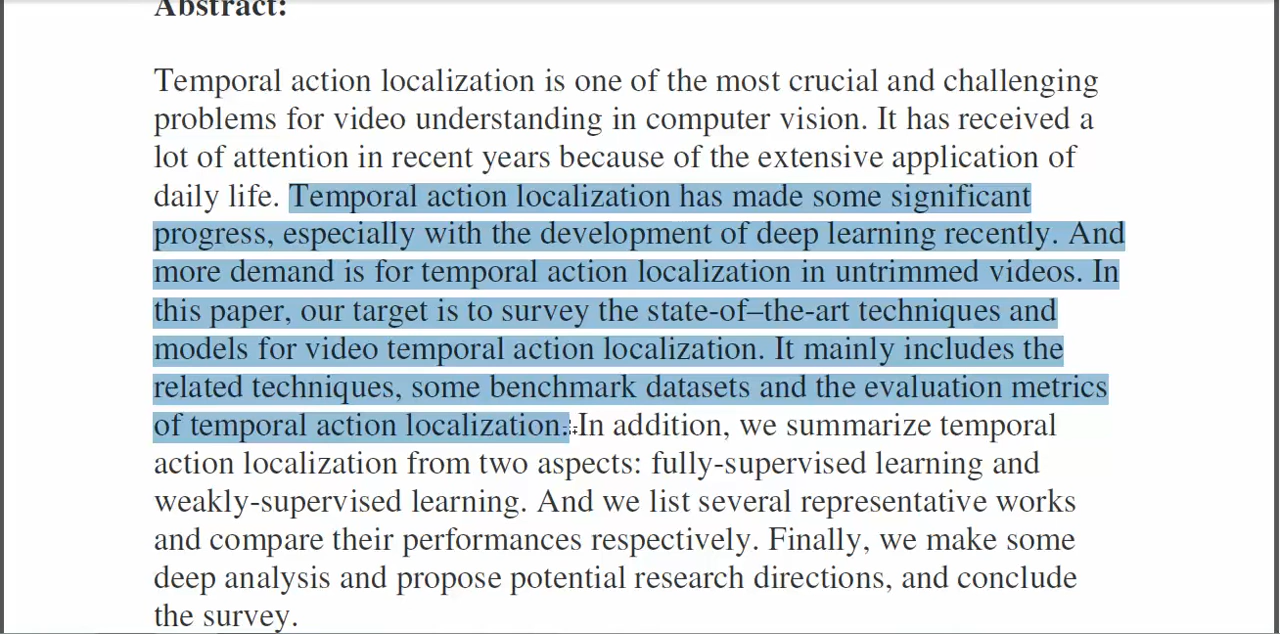 Abstract:
Temporal action localization is one of the most crucial and challenging
problems for video understanding in computer vision. It has received a
lot of attention in recent years because of the extensive application of
daily life. Temporal action localization has made some significant
progress, especially with the development of deep learning recently. And
more demand is for temporal action localization in untrimmed videos. In
this paper, our target is to survey the state-of–the-art techniques and
models for video temporal action localization. It mainly includes the
related techniques, some benchmark datasets and the evaluation metrics
of temporal action localization. In addition, we summarize temporal
action localization from two aspects: fully-supervised learning and
weakly-supervised learning. And we list several representative works
and compare their performances respectively. Finally, we make some
deep analysis and propose potential research directions, and conclude
the survey.